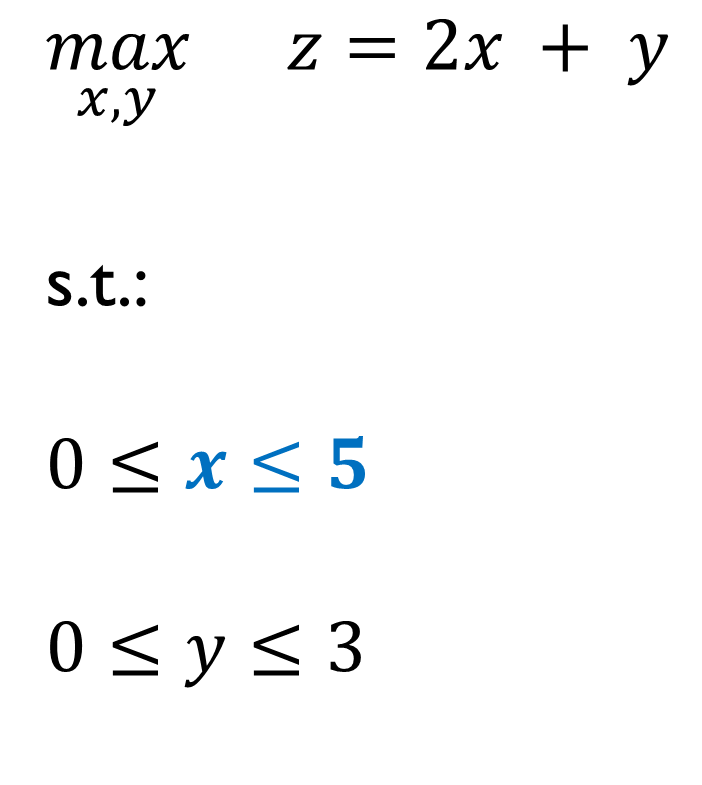 max z = 2x + y
x,y
s.t.:
0 ≤ x ≤ 5
0 ≤ y ≤ 3